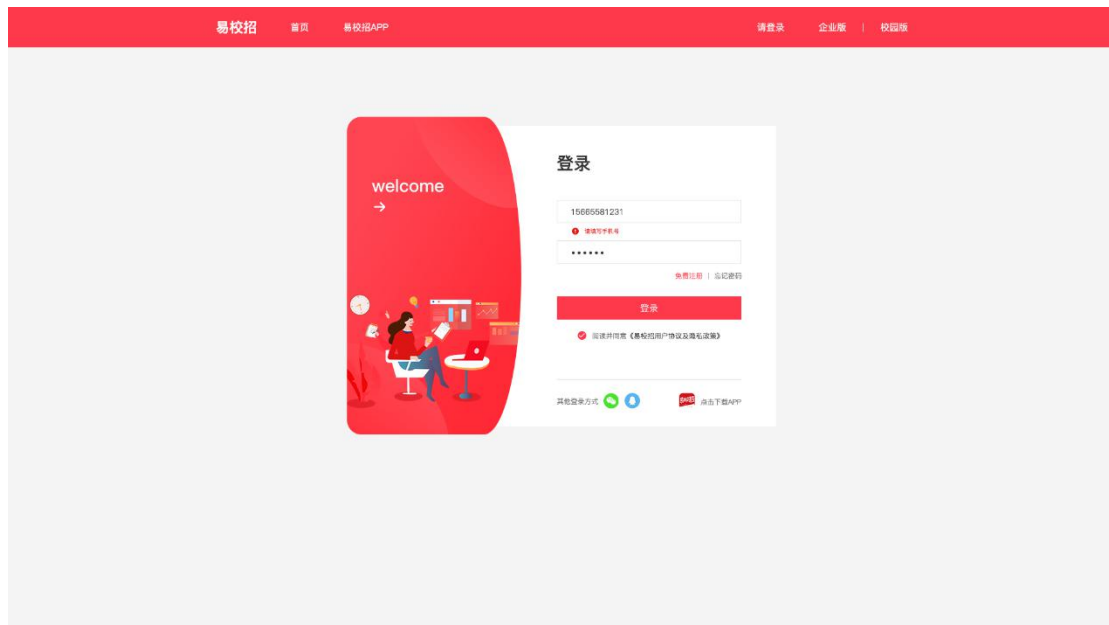 易校招 首页 易校招APP 请登录 企业版 | 校园版
welcome
登录
15665581231
请填写手机号
免费注册 | 忘记密码
登录
阅读并同意《易校招用户协议及隐私政策》
其他登录方式 点击下载APP